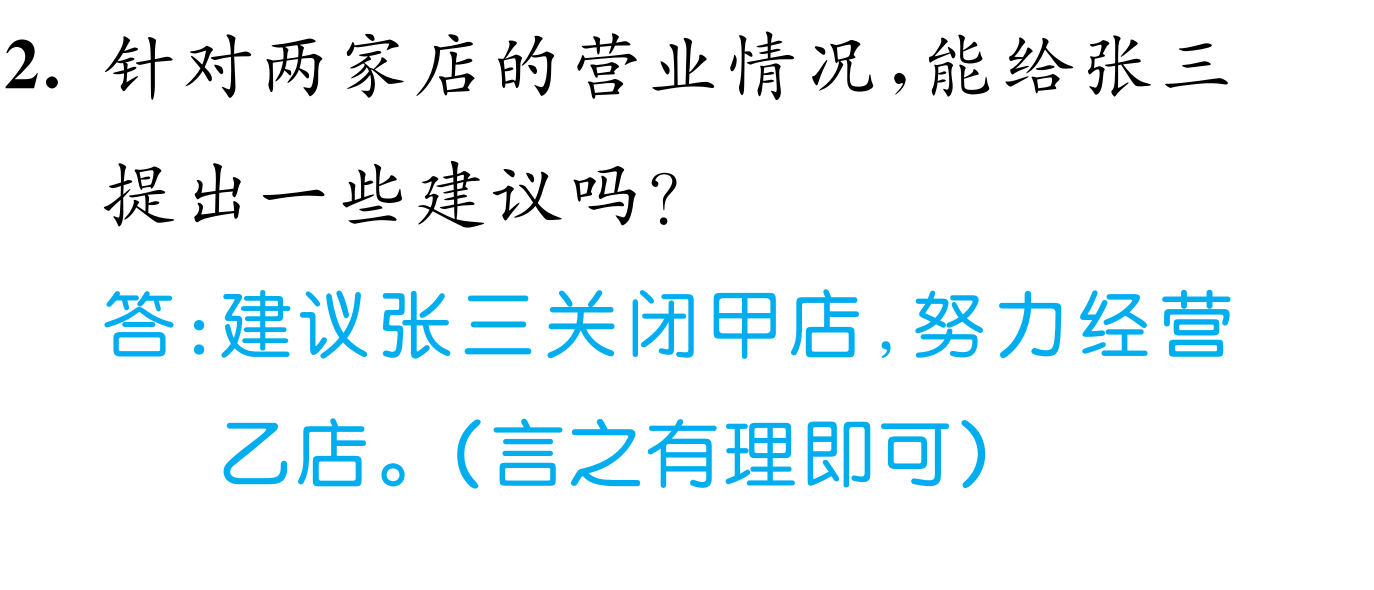 2. 针对两家店的营业情况,能给张三
提出一些建议吗?
答:建议张三关闭甲店,努力经营
乙店。(言之有理即可)